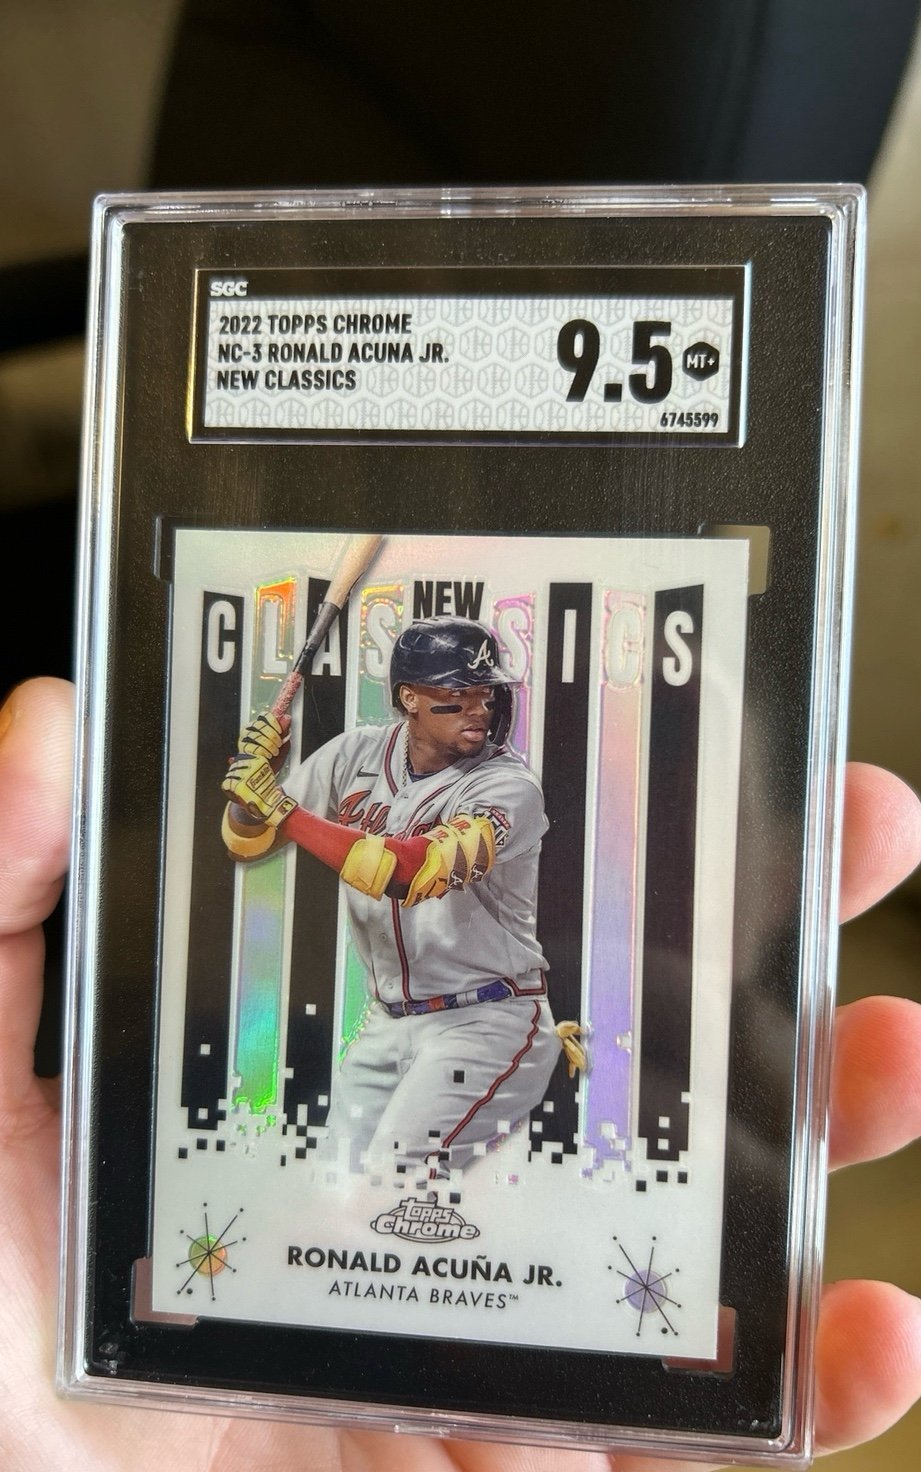 SGC
2022 TOPPS CHROME
NC-3 RONALD ACUNA JR.
NEW CLASSICS
9.5 MT+
6745599
NEW
CLASSICS
A
Topps
Chrome
RONALD ACUÑA JR.
ATLANTA BRAVES™